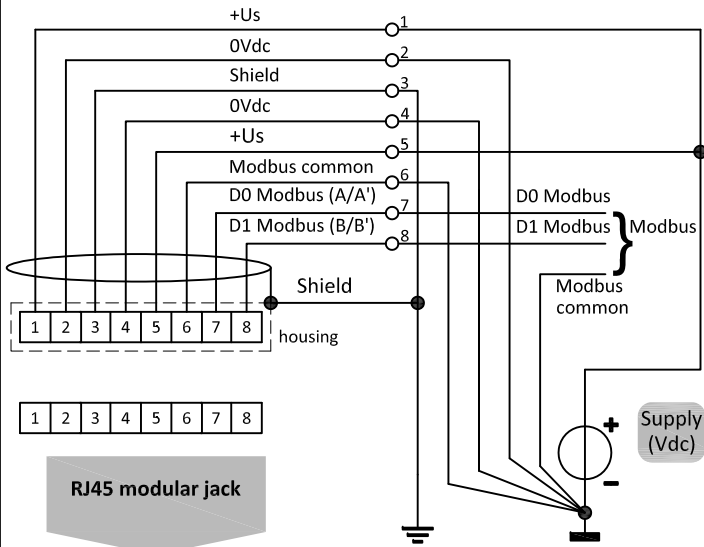 +Us
1
0Vdc
2
Shield
3
0Vdc
4
+Us
5
Modbus common
6
D0 Modbus (A/A')
7
D0 Modbus
D1 Modbus (B/B')
8
D1 Modbus
Modbus
Modbus
common
Shield
1 2 3 4 5 6 7 8
housing
1 2 3 4 5 6 7 8
+
Supply
(Vdc)
–
RJ45 modular jack